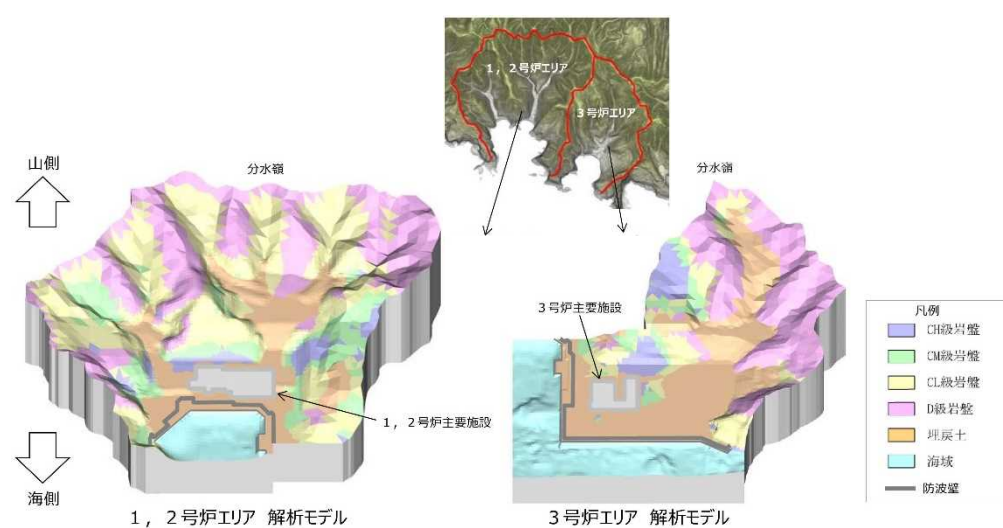 1,2号炉エリア
3号炉エリア
山側
分水嶺
分水嶺
3号炉主要施設
凡例
CH級岩盤
CM級岩盤
CL級岩盤
D級岩盤
埋戻土
海域
防波壁
1,2号炉主要施設
海側
1,2号炉エリア 解析モデル
3号炉エリア 解析モデル